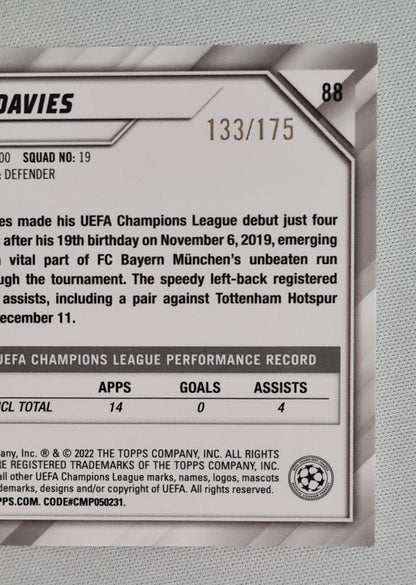 DAVIES
88
133/175
00 SQUAD NO: 19
: DEFENDER
es made his UEFA Champions League debut just four
after his 19th birthday on November 6, 2019, emerging
vital part of FC Bayern München's unbeaten run
ugh the tournament. The speedy left-back registered
assists, including a pair against Tottenham Hotspur
ecember 11.
UEFA CHAMPIONS LEAGUE PERFORMANCE RECORD
APPS GOALS ASSISTS
CL TOTAL 14 0 4
pany, Inc. ® & © 2022 THE TOPPS COMPANY, INC. ALL RIGHTS
RE REGISTERED TRADEMARKS OF THE TOPPS COMPANY, INC.
all other UEFA Champions League marks, names, logos, mascots
demarks, designs and/or copyright of UEFA. All rights reserved.
PPS.COM. CODE#CMP050231.